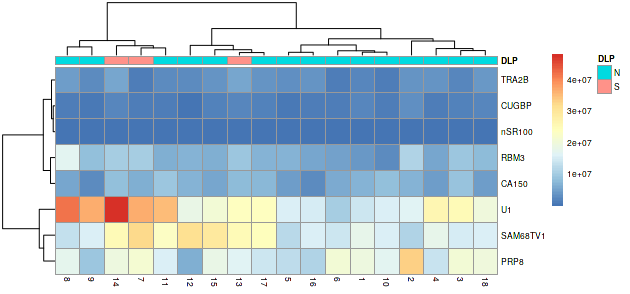 DLP
DLP
N
S
TRA2B
CUGBP
nSR100
RBM3
CA150
U1
SAM68TV1
PRP8
4e+07
3e+07
2e+07
1e+07
8 9 14 7 11 12 15 13 17 5 16 6 1 10 2 4 3 18